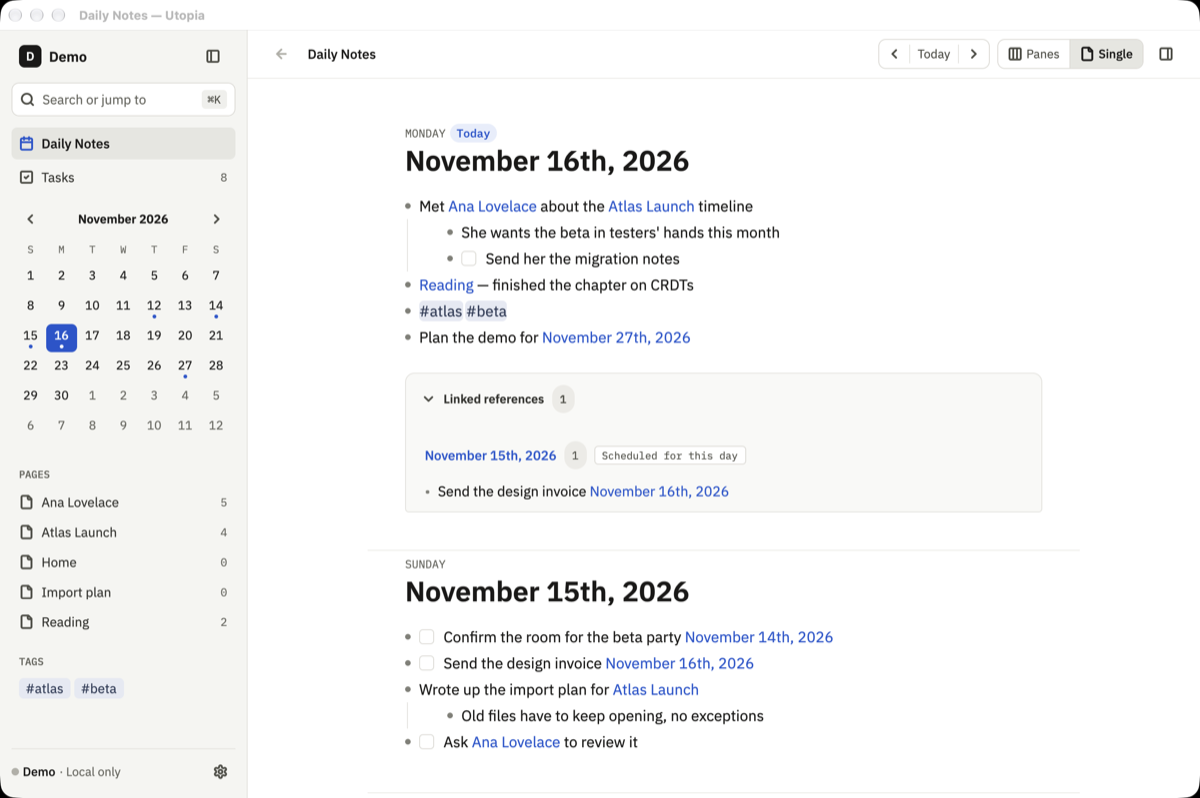 Daily Notes — Utopia
D Demo
Search or jump to ⌘K
Daily Notes
Tasks 8
November 2026
S M T W T F S
1 2 3 4 5 6 7
8 9 10 11 12 13 14
15 16 17 18 19 20 21
22 23 24 25 26 27 28
29 30 1 2 3 4 5
6 7 8 9 10 11 12
PAGES
Ana Lovelace 5
Atlas Launch 4
Home 0
Import plan 0
Reading 2
TAGS
#atlas #beta
Demo · Local only
Daily Notes
Today
Panes
Single
MONDAY Today
November 16th, 2026
Met Ana Lovelace about the Atlas Launch timeline
She wants the beta in testers' hands this month
Send her the migration notes
Reading — finished the chapter on CRDTs
#atlas #beta
Plan the demo for November 27th, 2026
Linked references 1
November 15th, 2026 1 Scheduled for this day
Send the design invoice November 16th, 2026
SUNDAY
November 15th, 2026
Confirm the room for the beta party November 14th, 2026
Send the design invoice November 16th, 2026
Wrote up the import plan for Atlas Launch
Old files have to keep opening, no exceptions
Ask Ana Lovelace to review it